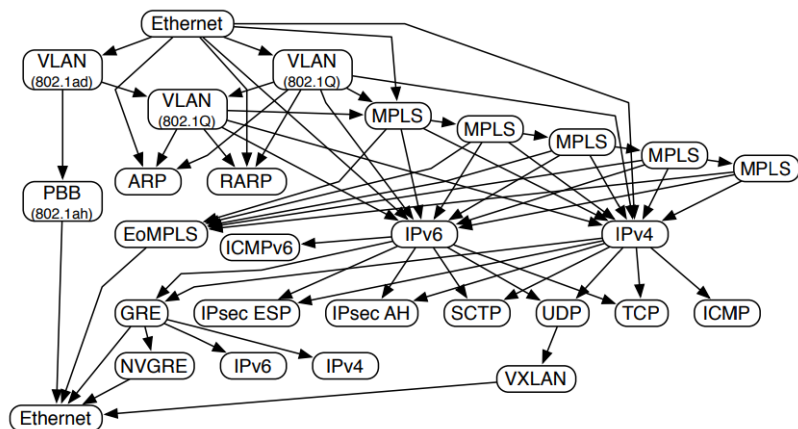 Ethernet
VLAN
(802.1ad)
VLAN
(802.1Q)
VLAN
(802.1Q)
MPLS
MPLS
MPLS
MPLS
MPLS
PBB
(802.1ah)
ARP
RARP
EoMPLS
ICMPv6
IPv6
IPv4
GRE
IPsec ESP
IPsec AH
SCTP
UDP
TCP
ICMP
NVGRE
IPv6
IPv4
VXLAN
Ethernet